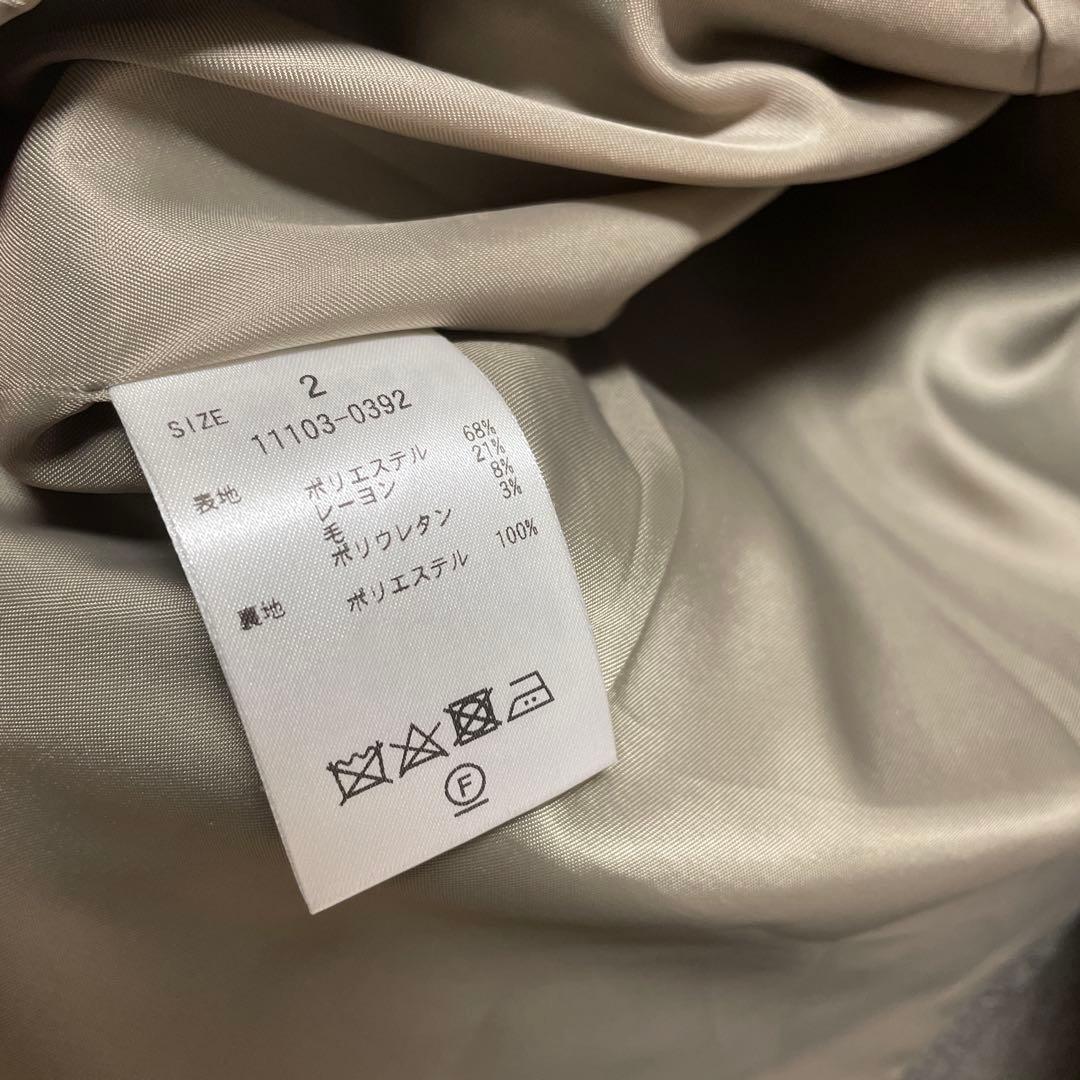 SIZE 2
11103-0392
表地 ポリエステル 68%
レーヨン 21%
毛 8%
ポリウレタン 3%
裏地 ポリエステル 100%
F